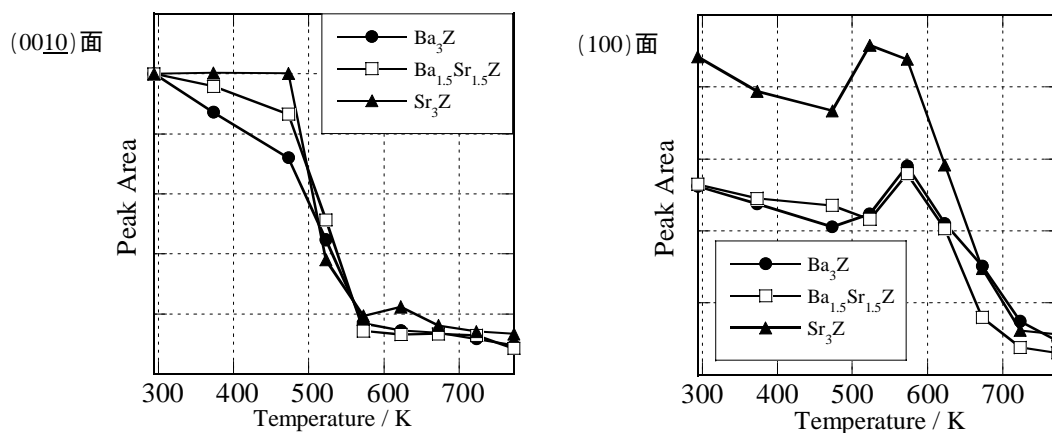 (0010)面
Peak Area
Ba3Z
Ba1.5Sr1.5Z
Sr3Z
300 400 500 600 700
Temperature / K
(100)面
Peak Area
Ba3Z
Ba1.5Sr1.5Z
Sr3Z
300 400 500 600 700
Temperature / K